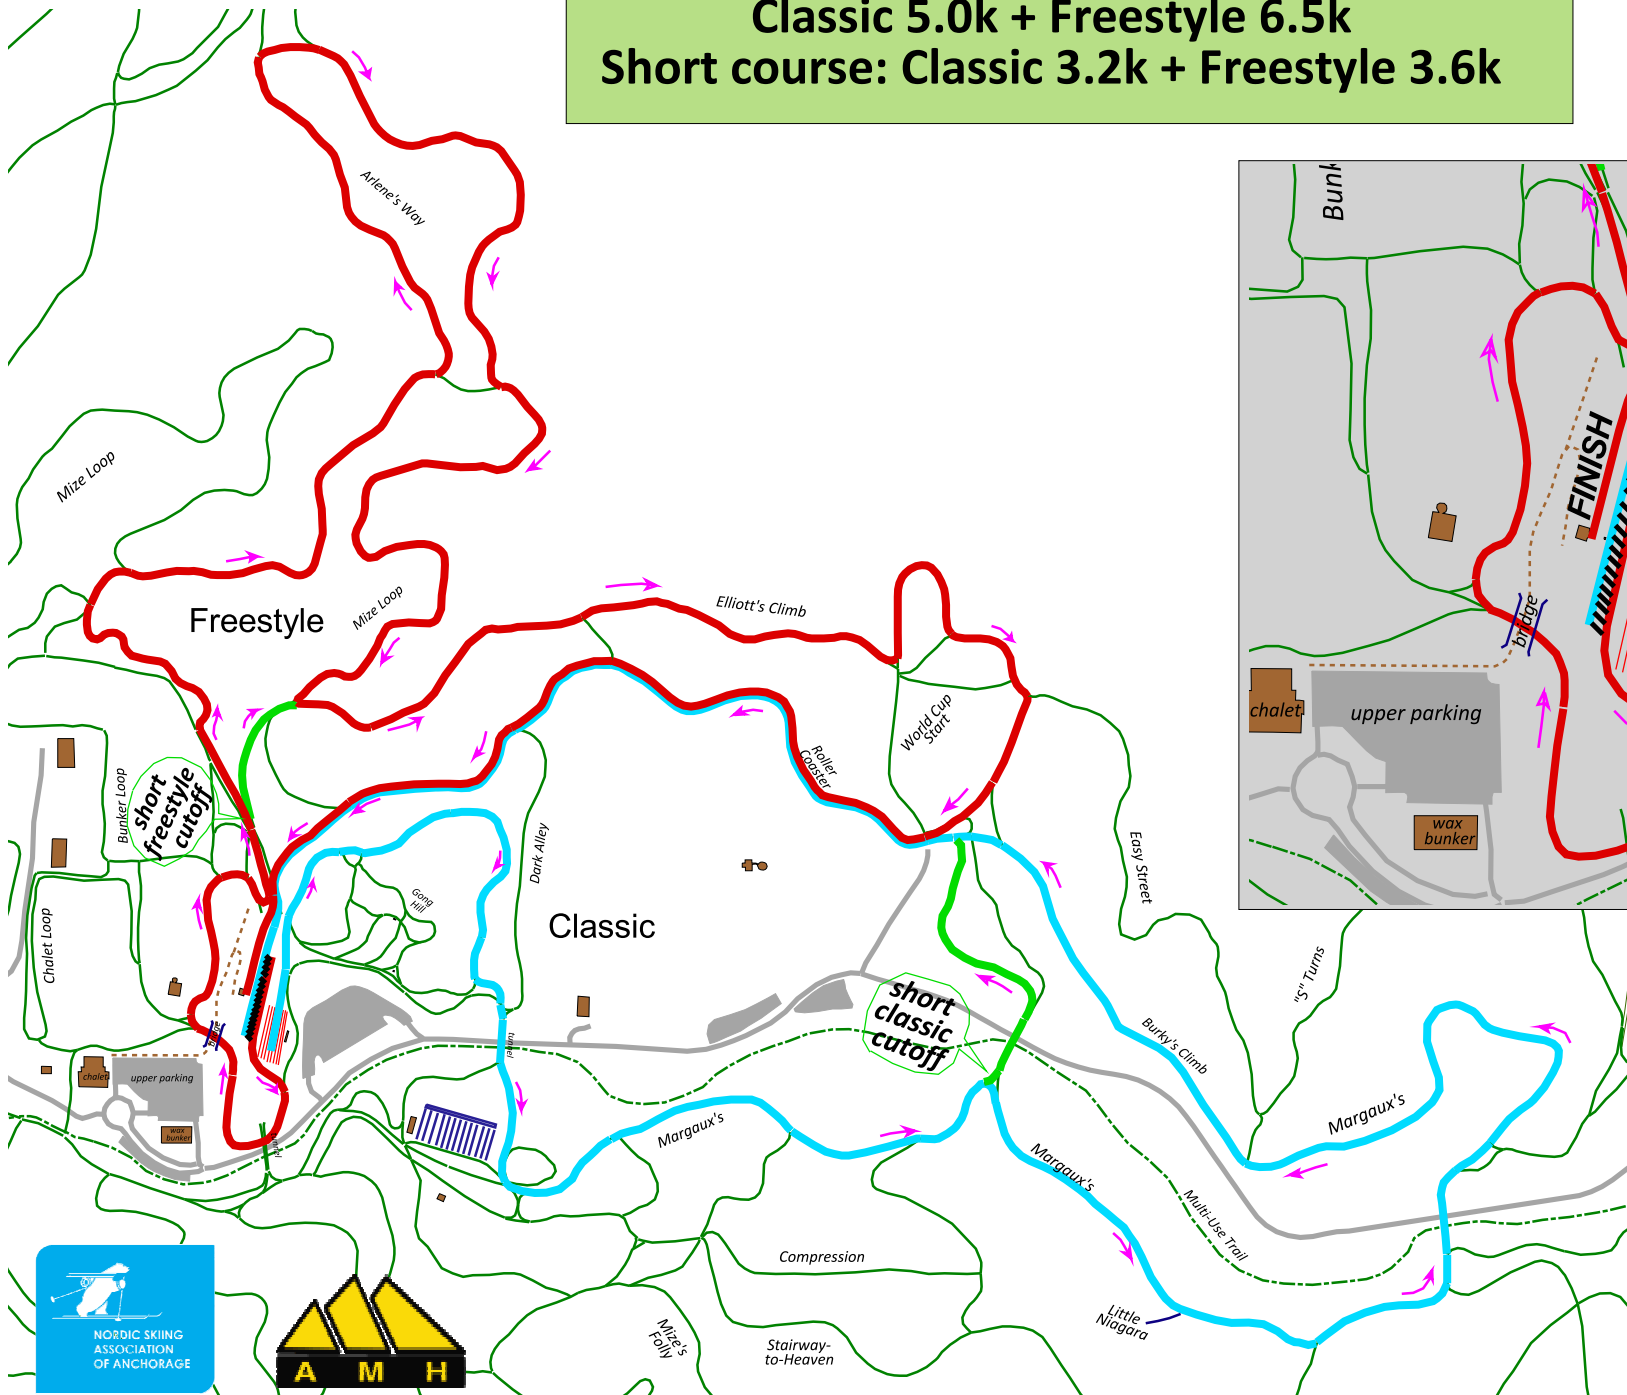 Classic 5.0k + Freestyle 6.5k
Short course: Classic 3.2k + Freestyle 3.6k
Arlene's Way
Mize Loop
Freestyle
Mize Loop
Elliott's Climb
World Cup
Start
Roller
Coaster
short
freestyle
cutoff
Bunker Loop
Chalet Loop
Gong
Hill
Dark Alley
Classic
Easy Street
"S" Turns
short
classic
cutoff
Burky's Climb
Margaux's
Margaux's
Margaux's
Multi-Use Trail
tunnel
bridge
chalet
upper parking
wax
bunker
Compression
Little
Niagara
Mize's
Folly
Stairway-
to-Heaven
Bunk
FINISH
bridge
chalet
upper parking
wax
bunker
NORDIC SKIING
ASSOCIATION
OF ANCHORAGE
A M H